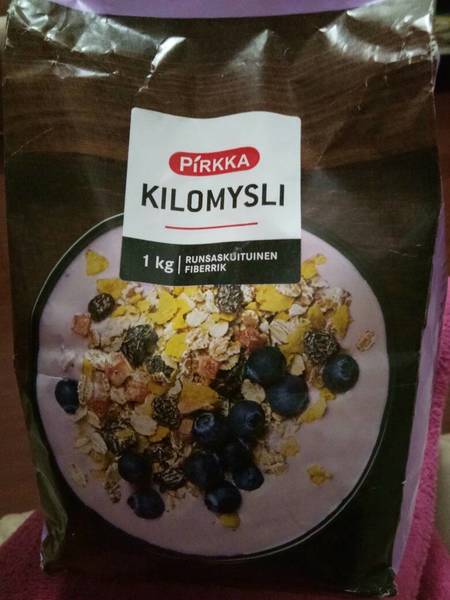 PIRKKA
KILOMYSLI
1 kg
RUNSASKUITUINEN
FIBERRIK